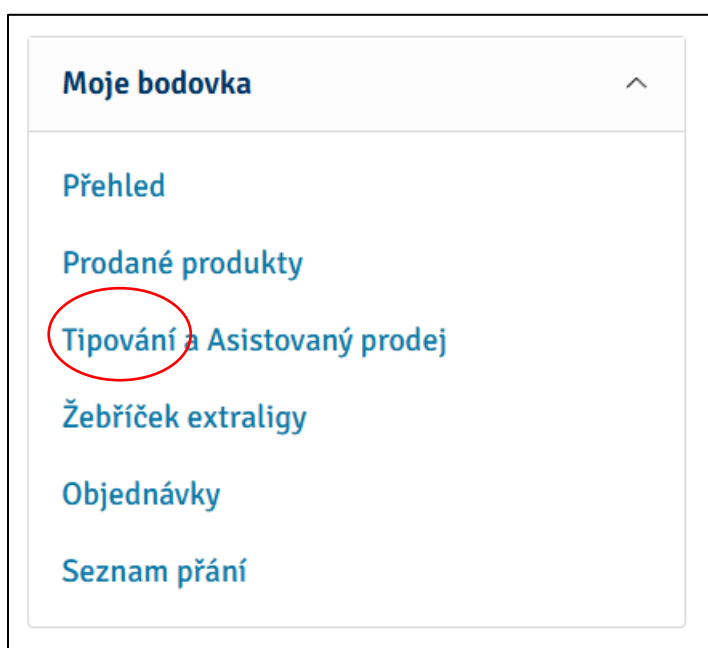 Moje bodovka
Přehled
Prodané produkty
Tipování a Asistovaný prodej
Žebříček extraligy
Objednávky
Seznam přání